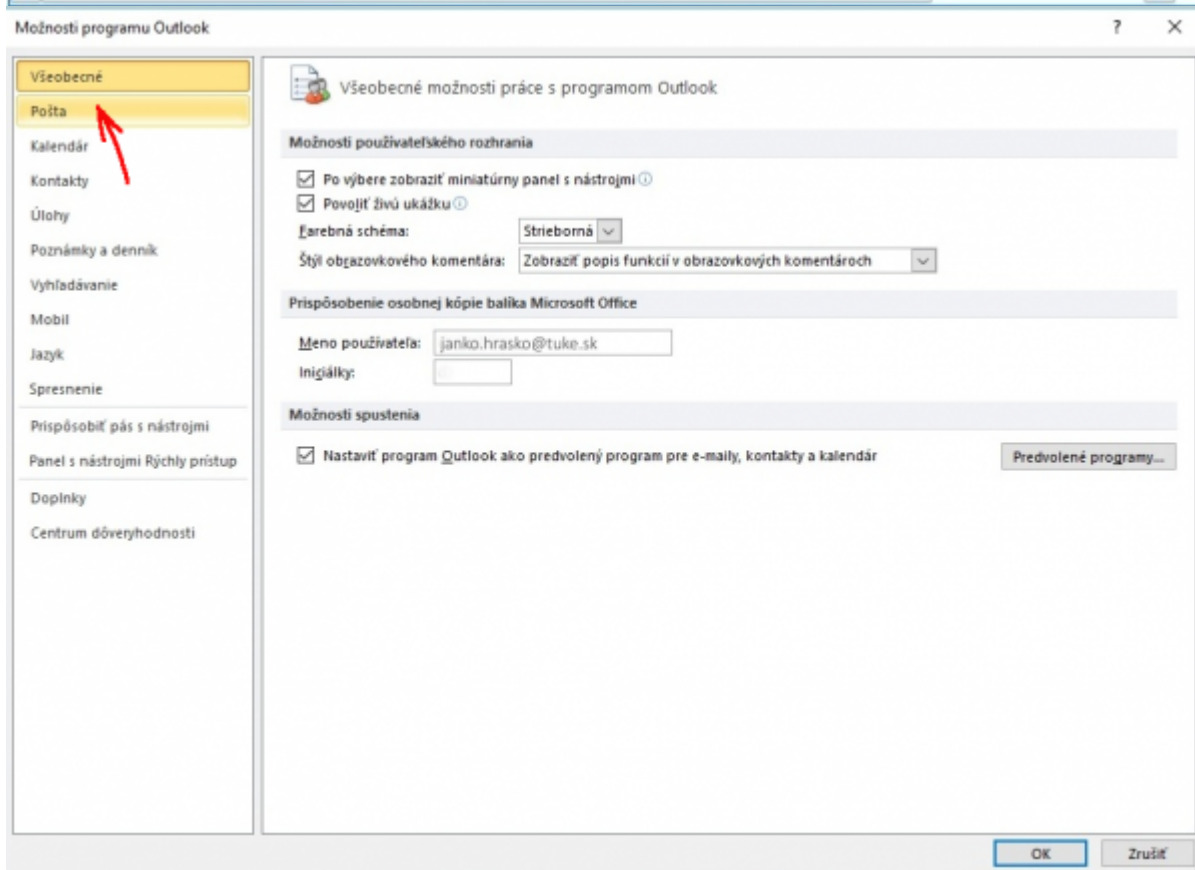 Možnosti programu Outlook
?
Všeobecné
Pošta
Kalendár
Kontakty
Úlohy
Poznámky a denník
Vyhľadávanie
Mobil
Jazyk
Spresnenie
Prispôsobiť pás s nástrojmi
Panel s nástrojmi Rýchly prístup
Doplnky
Centrum dôveryhodnosti
Všeobecné možnosti práce s programom Outlook
Možnosti používateľského rozhrania
Po výbere zobraziť miniatúrny panel s nástrojmi
Povoliť živú ukážku
Farebná schéma: Strieborná
Štýl obrazovkového komentára: Zobraziť popis funkcií v obrazovkových komentároch
Prispôsobenie osobnej kópie balíka Microsoft Office
Meno používateľa: janko.hrasko@tuke.sk
Iniciálky:
Možnosti spustenia
Nastaviť program Outlook ako predvolený program pre e-maily, kontakty a kalendár
Predvolené programy...
OK
Zrušiť